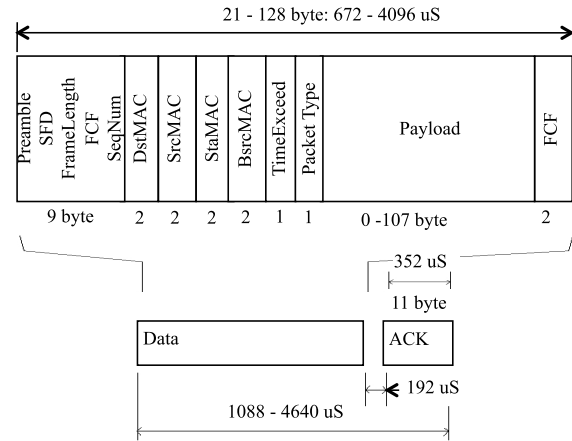 21 - 128 byte: 672 - 4096 uS
Preamble
SFD
FrameLength
FCF
SeqNum
DstMAC
SrcMAC
StaMAC
BsrcMAC
TimeExceed
Packet Type
Payload
FCF
9 byte
2
2
2
2
1
1
0 -107 byte
2
352 uS
11 byte
Data
ACK
192 uS
1088 - 4640 uS